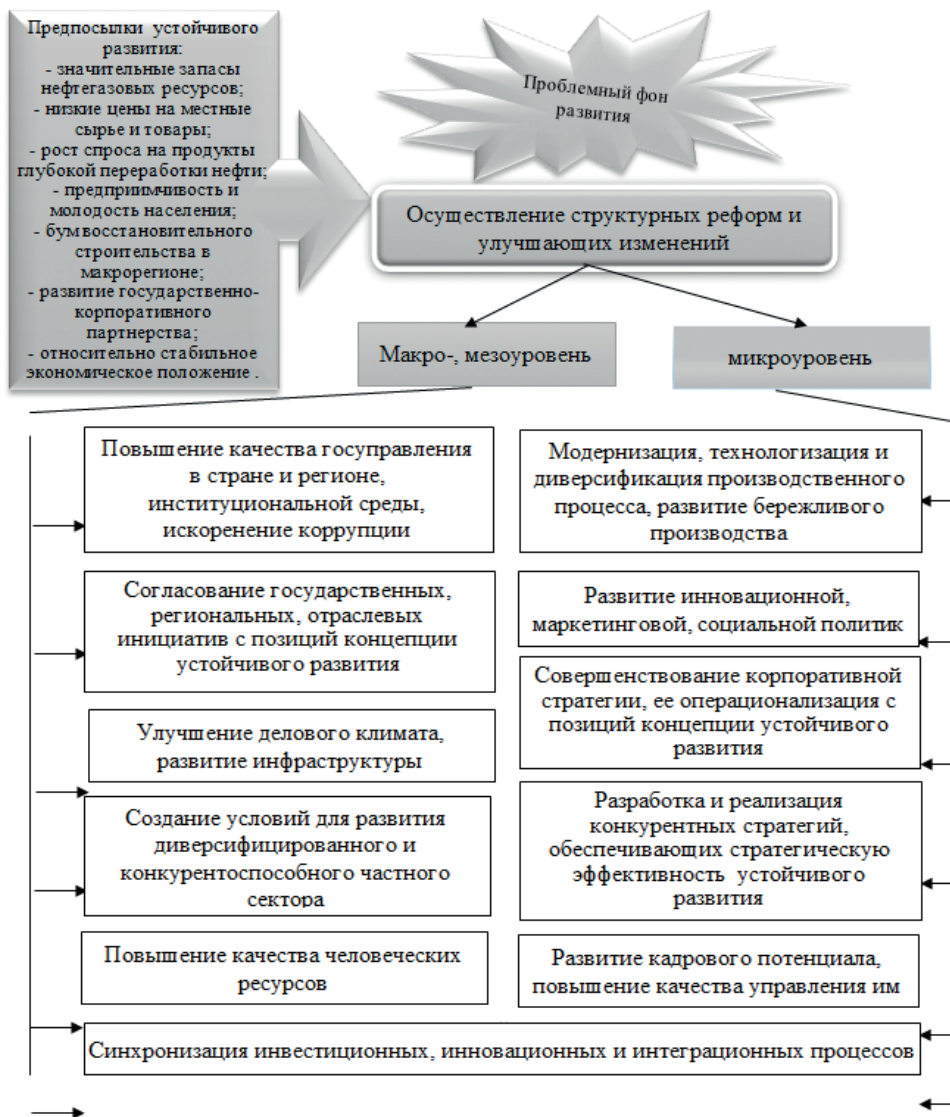 Предпосылки устойчивого
развития:
- значительные запасы
нефтегазовых ресурсов;
- низкие цены на местные
сырье и товары;
- рост спроса на продукты
глубокой переработки нефти;
- предприимчивость и
молодость населения;
- бум восстановительного
строительства в
макрорегионе;
- развитие государственно-
корпоративного
партнерства;
- относительно стабильное
экономическое положение .
Проблемный фон
развития
Осуществление структурных реформ и
улучшающих изменений
Макро-, мезоуровень
микроуровень
Повышение качества госуправления
в стране и регионе,
институциональной среды,
искоренение коррупции
Согласование государственных,
региональных, отраслевых
инициатив с позиций концепции
устойчивого развития
Улучшение делового климата,
развитие инфраструктуры
Создание условий для развития
диверсифицированного и
конкурентоспособного частного
сектора
Повышение качества человеческих
ресурсов
Модернизация, технологизация и
диверсификация производственного
процесса, развитие бережливого
производства
Развитие инновационной,
маркетинговой, социальной политик
Совершенствование корпоративной
стратегии, ее операционализация с
позиций концепции устойчивого
развития
Разработка и реализация
конкурентных стратегий,
обеспечивающих стратегическую
эффективность устойчивого
развития
Развитие кадрового потенциала,
повышение качества управления им
Синхронизация инвестиционных, инновационных и интеграционных процессов